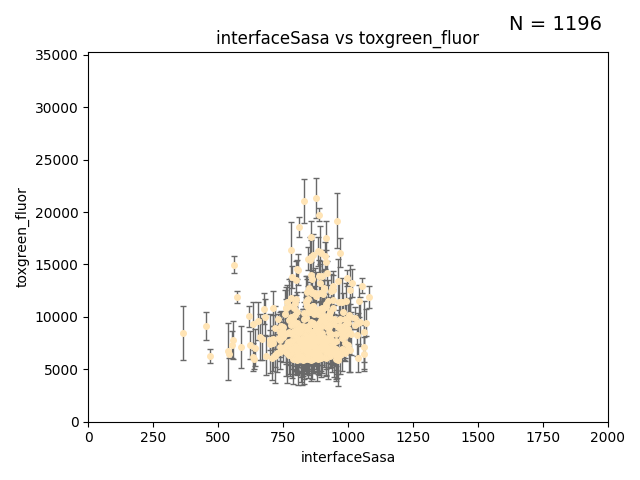 N = 1196
interfaceSasa vs toxgreen_fluor
35000
30000
25000
20000
15000
10000
5000
0
toxgreen_fluor
0 250 500 750 1000 1250 1500 1750 2000
interfaceSasa